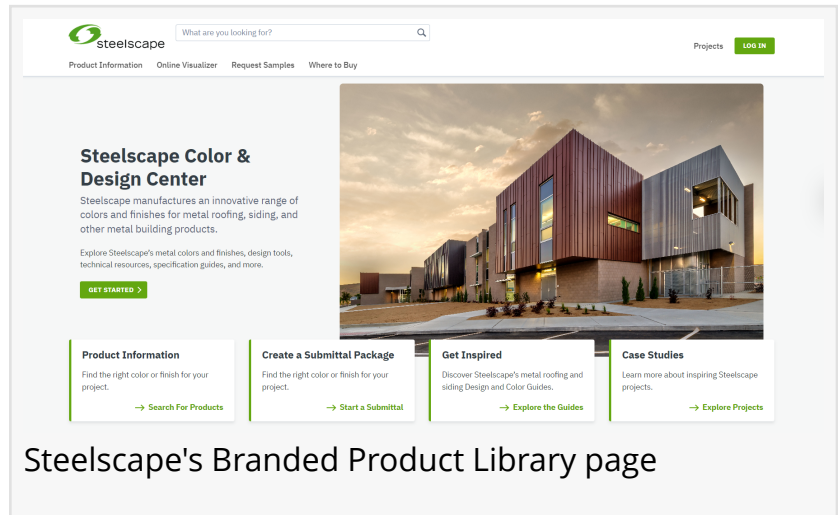 steelscape
What are you looking for?
Projects
LOG IN
Product Information Online Visualizer Request Samples Where to Buy
Steelscape Color &
Design Center
Steelscape manufactures an innovative range of
colors and finishes for metal roofing, siding, and
other metal building products.
Explore Steelscape's metal colors and finishes, design tools,
technical resources, specification guides, and more.
GET STARTED >
Product Information
Find the right color or finish for your
project.
→ Search For Products
Create a Submittal Package
Find the right color or finish for your
project.
→ Start a Submittal
Get Inspired
Discover Steelscape's metal roofing and
siding Design and Color Guides.
→ Explore the Guides
Case Studies
Learn more about inspiring Steelscape
projects.
→ Explore Projects
Steelscape's Branded Product Library page